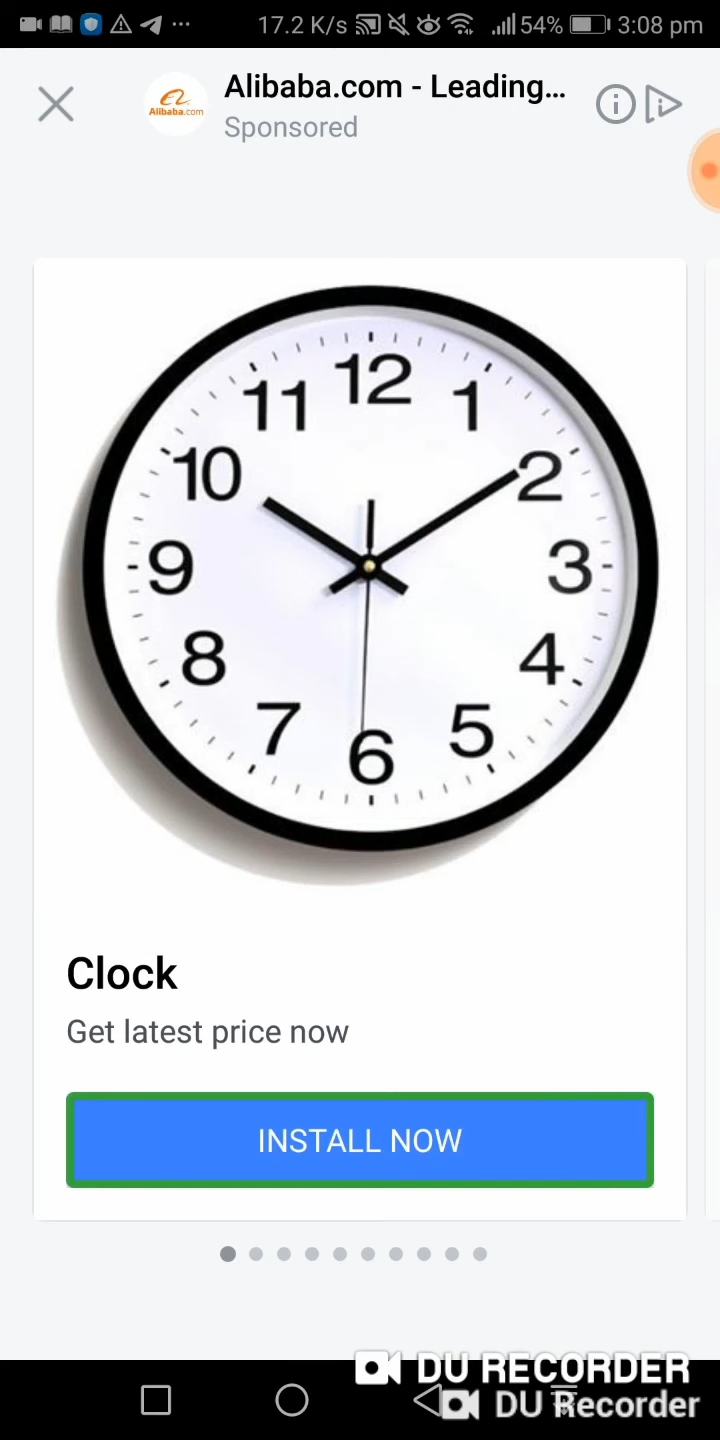 17.2 K/s 54% 3:08 pm
Alibaba.com
Alibaba.com - Leading...
Sponsored
12
11 1
10 2
9 3
8 4
7 5
6
Clock
Get latest price now
INSTALL NOW
DU RECORDER
DU Recorder